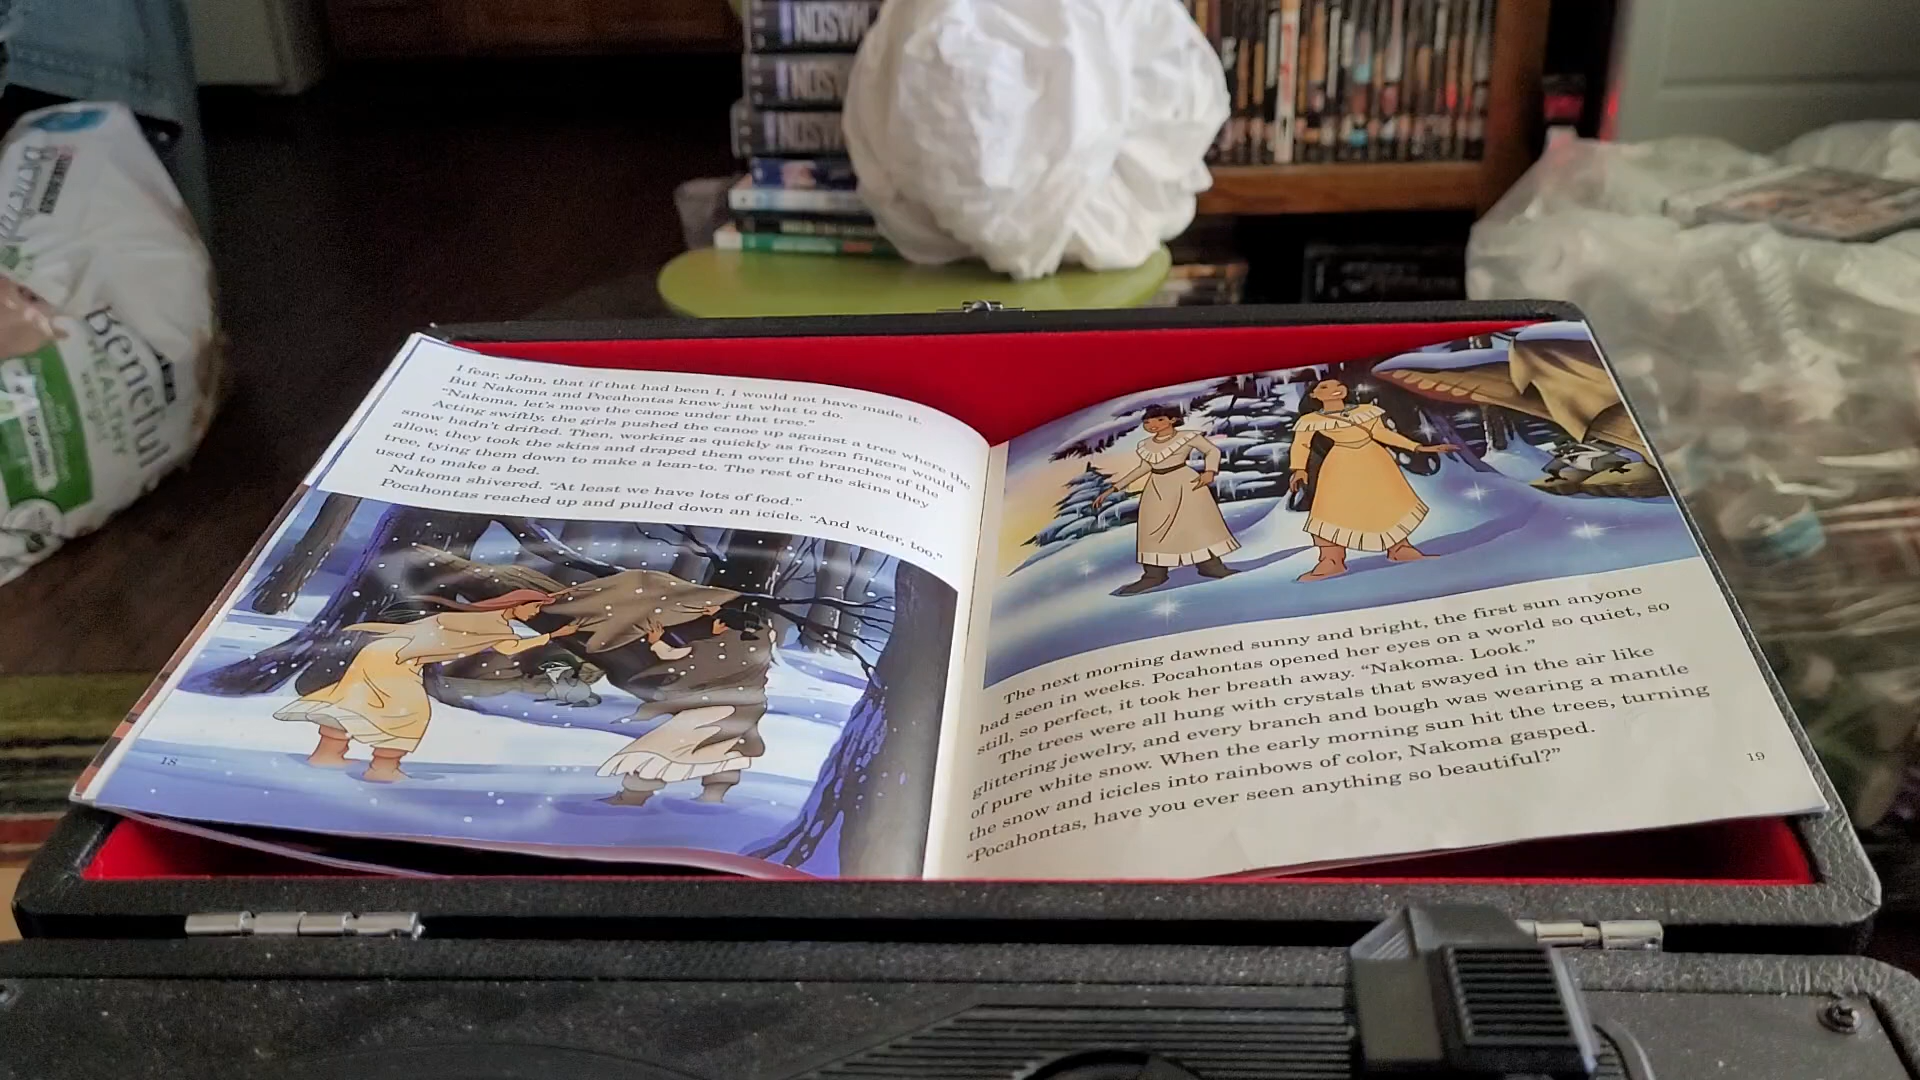 MASON
MASON
MASON
Beneful
HEALTHY
Weight
I fear, John, that if that had been I, I would not have made it.
But Nakoma and Pocahontas knew just what to do.
“Nakoma, let’s move the canoe under that tree.”
Acting swiftly, the girls pushed the canoe up against a tree where the
snow hadn’t drifted. Then, working as quickly as frozen fingers would
allow, they took the skins and draped them over the branches of the
tree, tying them down to make a lean-to. The rest of the skins they
used to make a bed.
Nakoma shivered. “At least we have lots of food.”
Pocahontas reached up and pulled down an icicle. “And water, too.”
18
The next morning dawned sunny and bright, the first sun anyone
had seen in weeks. Pocahontas opened her eyes on a world so quiet, so
still, so perfect, it took her breath away. “Nakoma. Look.”
The trees were all hung with crystals that swayed in the air like
glittering jewelry, and every branch and bough was wearing a mantle
of pure white snow. When the early morning sun hit the trees, turning
the snow and icicles into rainbows of color, Nakoma gasped.
“Pocahontas, have you ever seen anything so beautiful?”
19